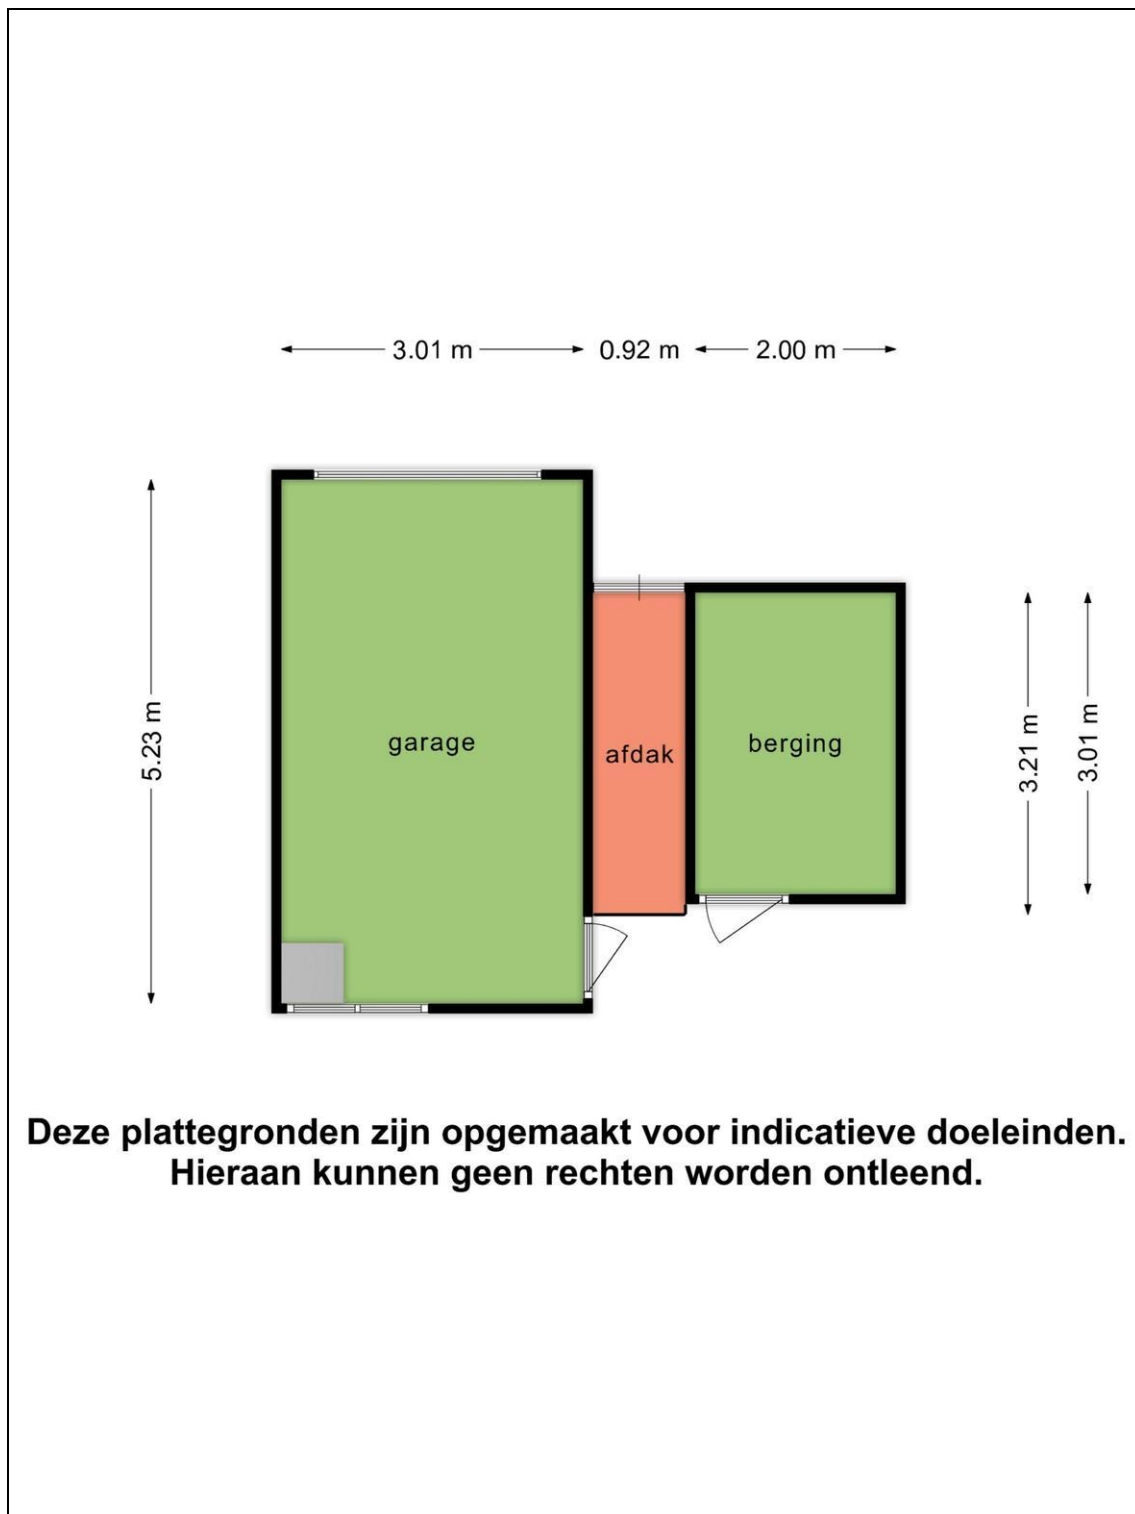 3.01 m 0.92 m 2.00 m
5.23 m
garage
afdak
berging
3.21 m
3.01 m
Deze plattegronden zijn opgemaakt voor indicatieve doeleinden.
Hieraan kunnen geen rechten worden ontleend.